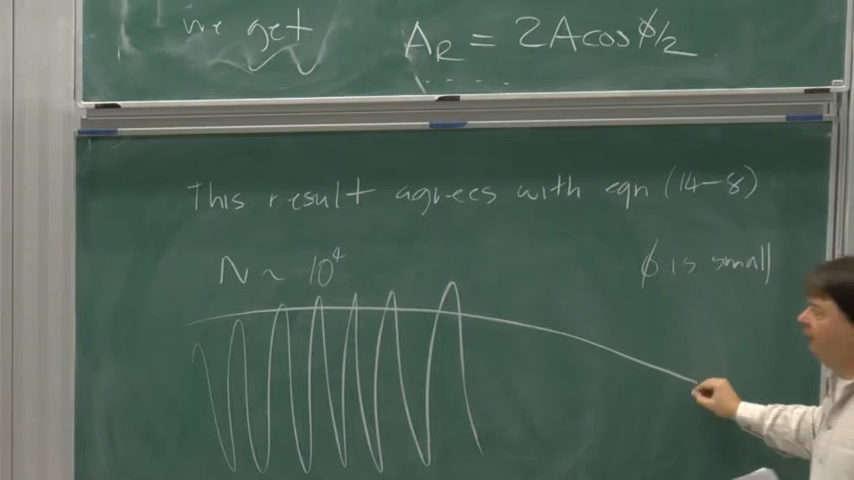 we get A_R = 2A cos ϕ/2
This result agrees with eqn (14-8)
N ~ 10⁴ ϕ is small